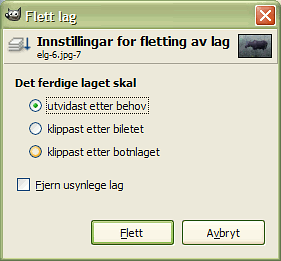 Flett lag
Innstillingar for fletting av lag
elg-6.jpg-7
Det ferdige laget skal
utvidast etter behov
klippast etter biletet
klippast etter botnlaget
Fjern usynlege lag
Flett
Avbryt